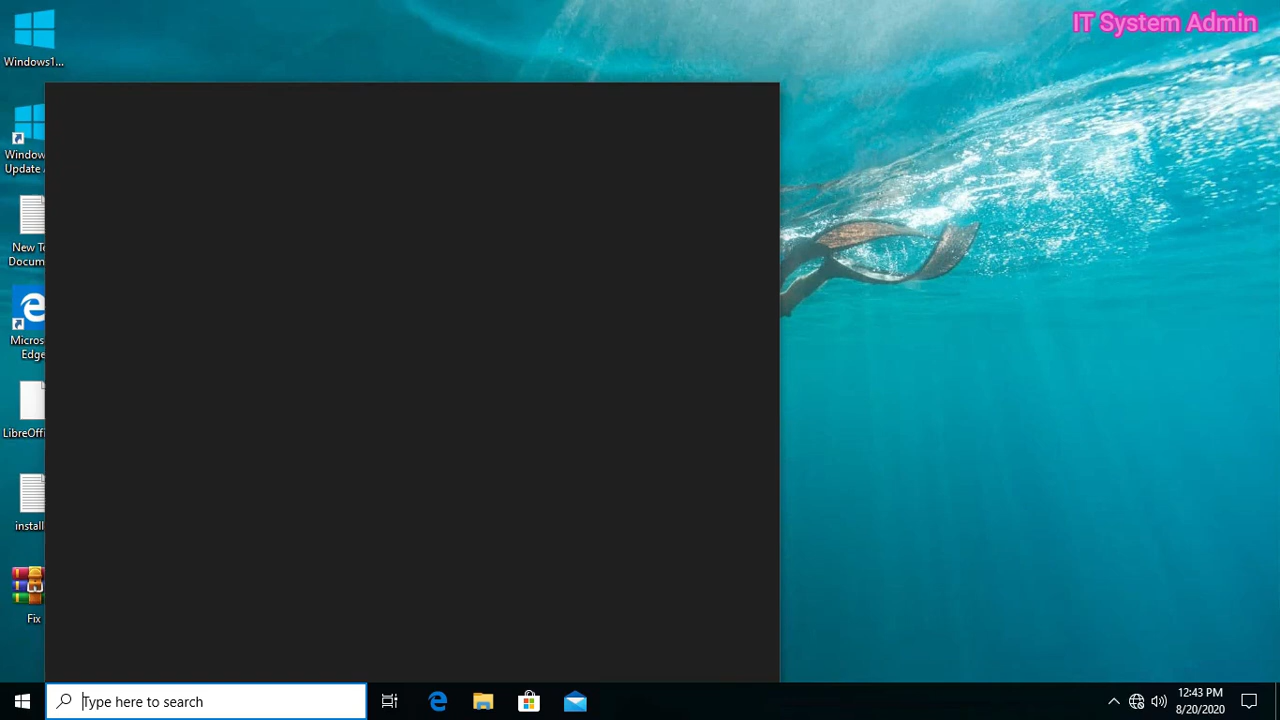 IT System Admin
Windows1...
Window
Update
New Te
Docum
Micros
Edge
LibreOffi
install
Fix
Type here to search
12:43 PM
8/20/2020